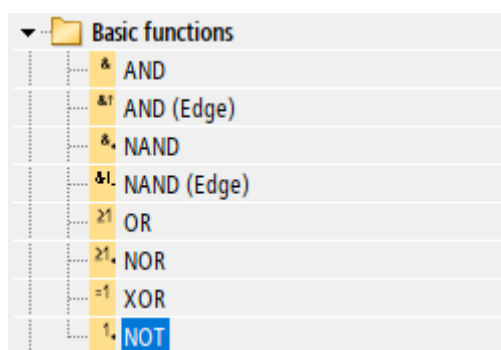 Basic functions
& AND
&↑ AND (Edge)
& NAND
&↓ NAND (Edge)
≥1 OR
≥1 NOR
=1 XOR
1 NOT